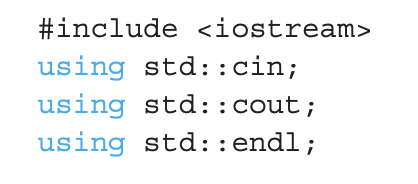 #include <iostream>
using std::cin;
using std::cout;
using std::endl;